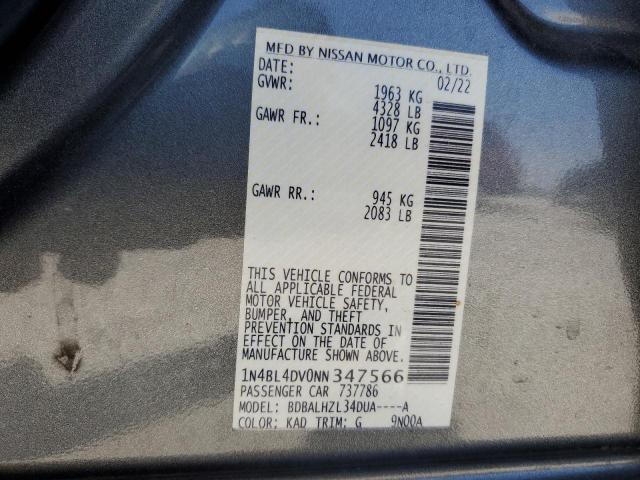 MFD BY NISSAN MOTOR CO., LTD.
DATE: 02/22
GVWR: 1963 KG
4328 LB
GAWR FR.: 1097 KG
2418 LB
GAWR RR.: 945 KG
2083 LB
THIS VEHICLE CONFORMS TO
ALL APPLICABLE FEDERAL
MOTOR VEHICLE SAFETY,
BUMPER, AND THEFT
PREVENTION STANDARDS IN
EFFECT ON THE DATE OF
MANUFACTURE SHOWN ABOVE.
1N4BL4DV0NN347566
PASSENGER CAR 737786
MODEL: BDBALHZL34DUA----A
COLOR: KAD TRIM: G 9N00A